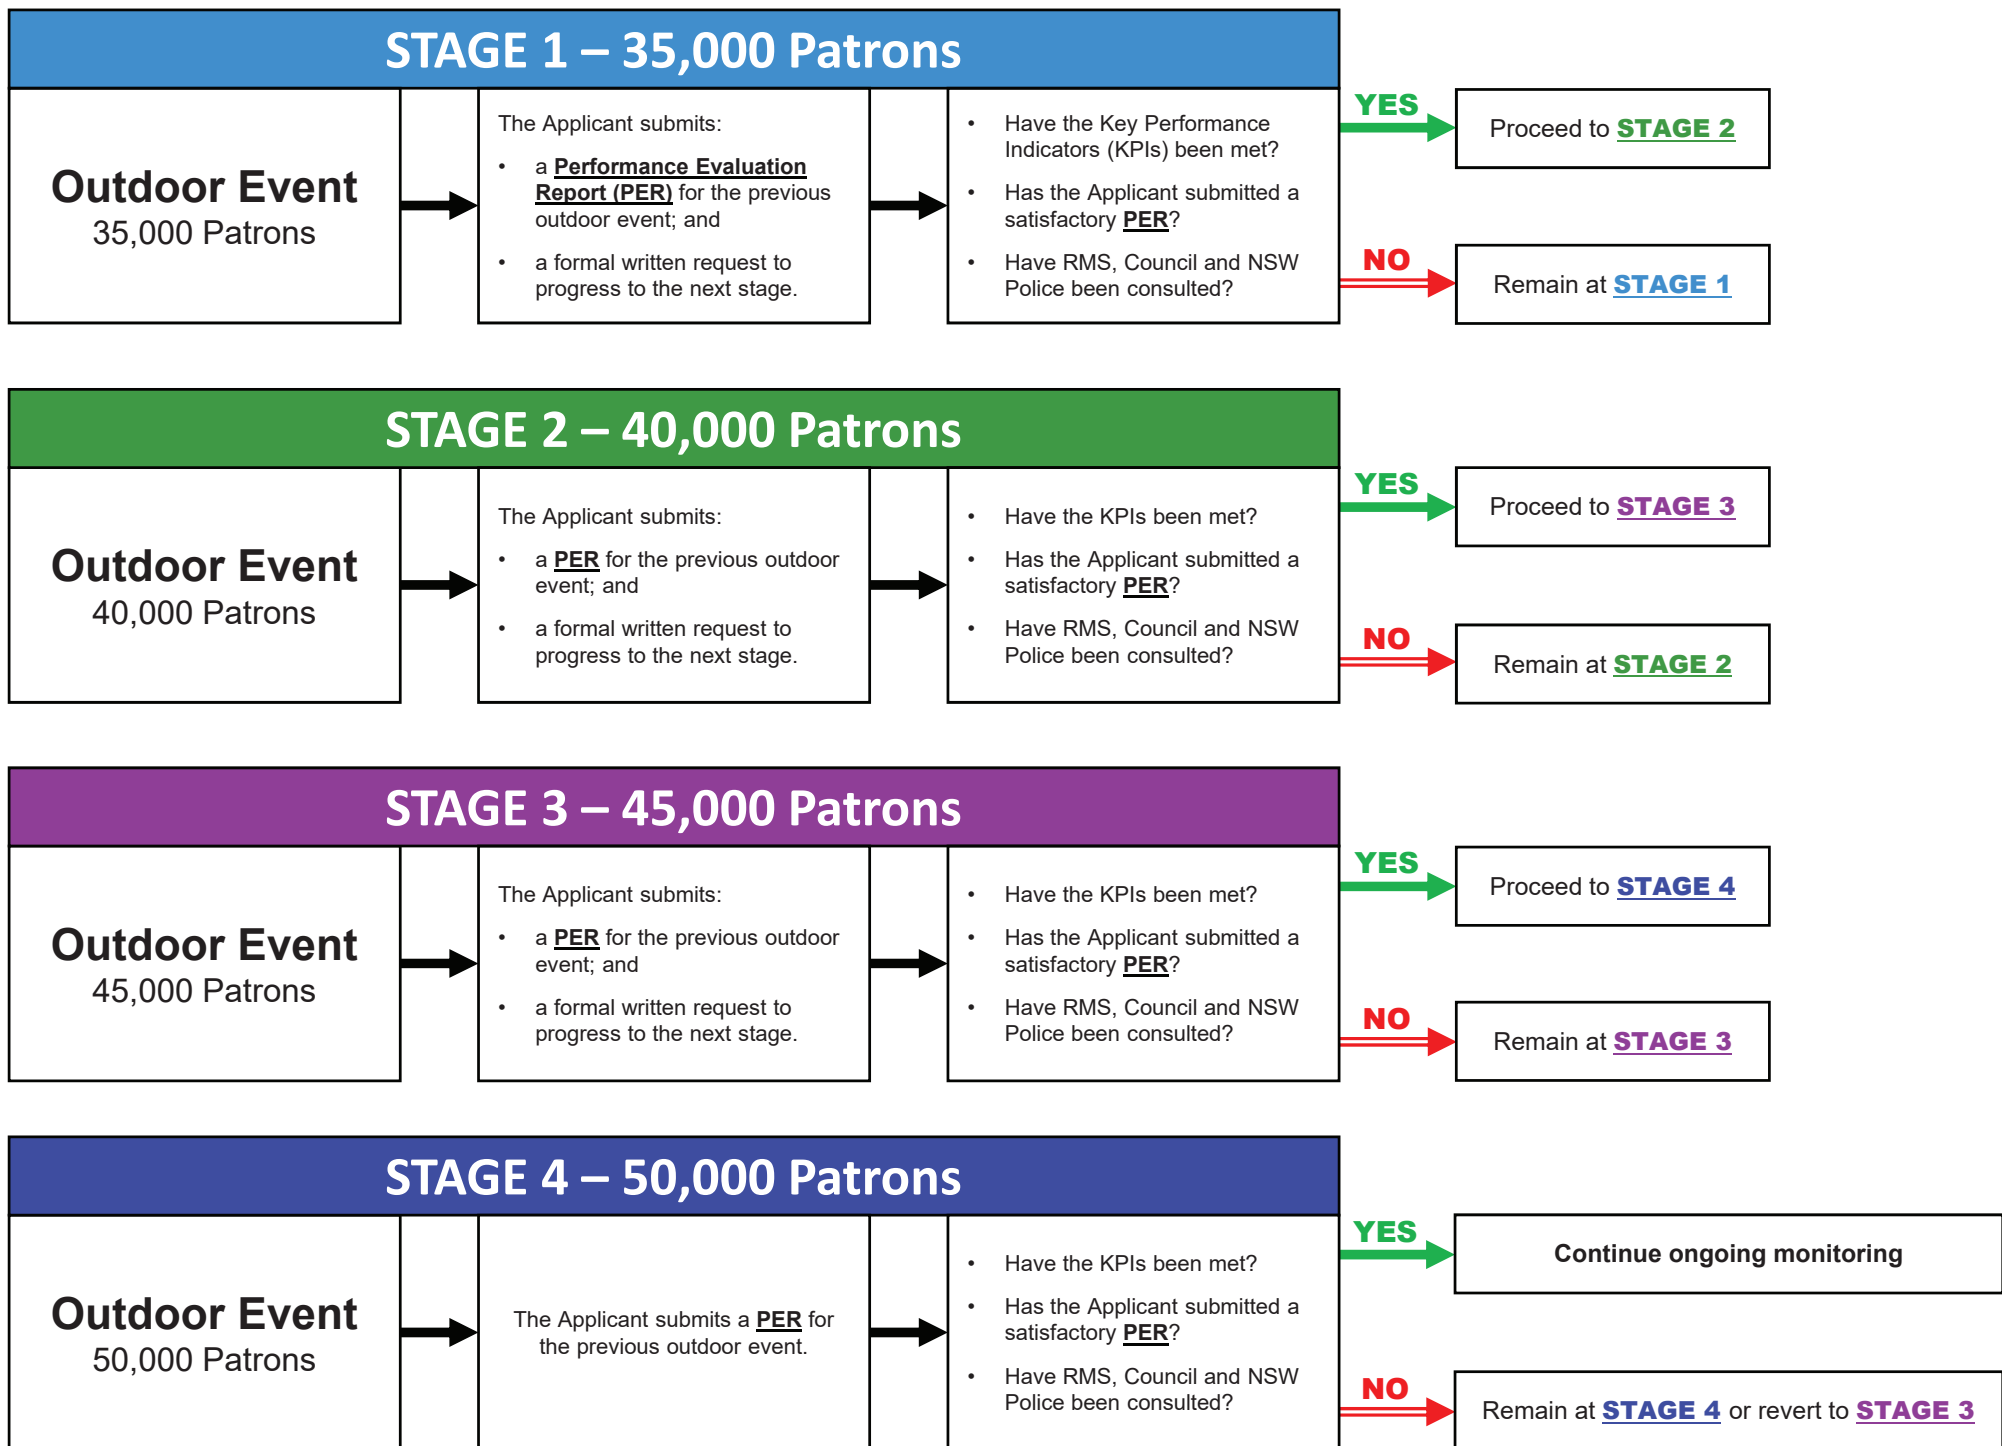 STAGE 1 – 35,000 Patrons
Outdoor Event
35,000 Patrons
The Applicant submits:
• a Performance Evaluation
Report (PER) for the previous
outdoor event; and
• a formal written request to
progress to the next stage.
• Have the Key Performance
Indicators (KPIs) been met?
• Has the Applicant submitted a
satisfactory PER?
• Have RMS, Council and NSW
Police been consulted?
YES
Proceed to STAGE 2
NO
Remain at STAGE 1
STAGE 2 – 40,000 Patrons
Outdoor Event
40,000 Patrons
The Applicant submits:
• a PER for the previous outdoor
event; and
• a formal written request to
progress to the next stage.
• Have the KPIs been met?
• Has the Applicant submitted a
satisfactory PER?
• Have RMS, Council and NSW
Police been consulted?
YES
Proceed to STAGE 3
NO
Remain at STAGE 2
STAGE 3 – 45,000 Patrons
Outdoor Event
45,000 Patrons
The Applicant submits:
• a PER for the previous outdoor
event; and
• a formal written request to
progress to the next stage.
• Have the KPIs been met?
• Has the Applicant submitted a
satisfactory PER?
• Have RMS, Council and NSW
Police been consulted?
YES
Proceed to STAGE 4
NO
Remain at STAGE 3
STAGE 4 – 50,000 Patrons
Outdoor Event
50,000 Patrons
The Applicant submits a PER for
the previous outdoor event.
• Have the KPIs been met?
• Has the Applicant submitted a
satisfactory PER?
• Have RMS, Council and NSW
Police been consulted?
YES
Continue ongoing monitoring
NO
Remain at STAGE 4 or revert to STAGE 3